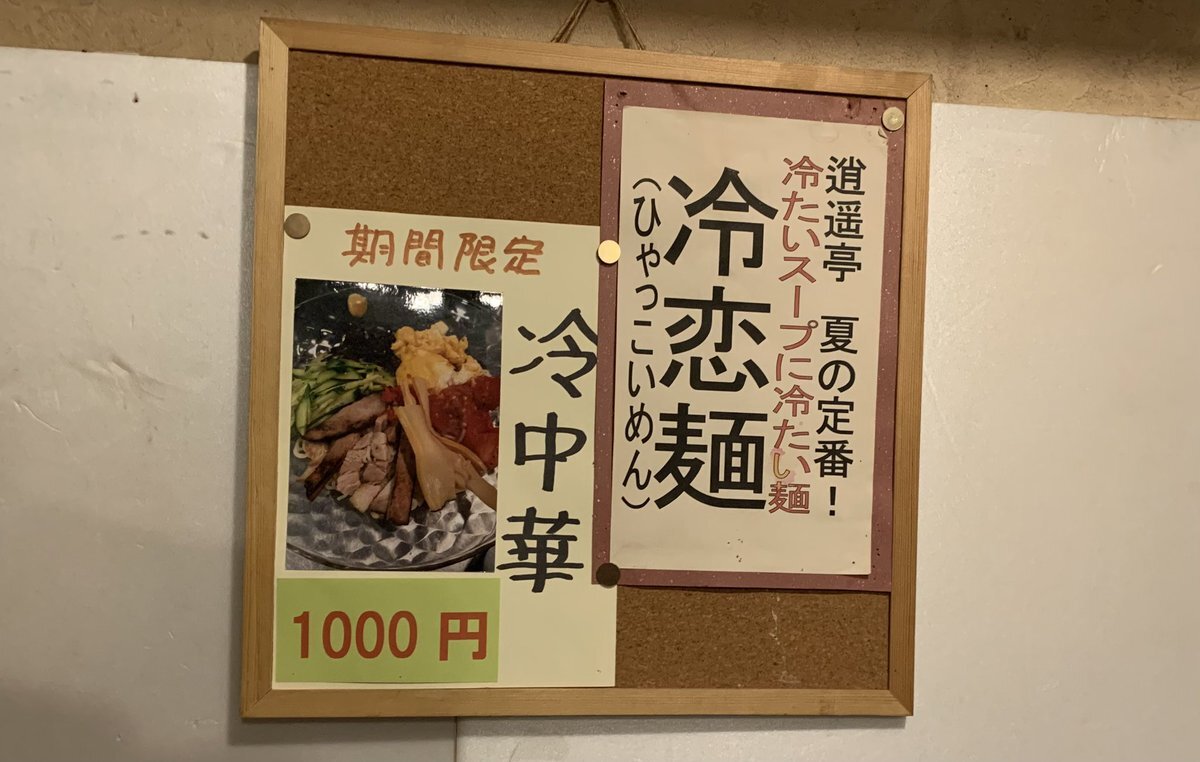 逍遥亭 夏の定番！
冷たいスープに冷たい麺
冷恋麺
（ひゃっこいめん）
期間限定
冷中華
1000 円